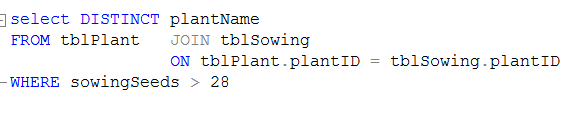 select DISTINCT plantName
FROM tblPlant JOIN tblSowing
ON tblPlant.plantID = tblSowing.plantID
WHERE sowingSeeds > 28